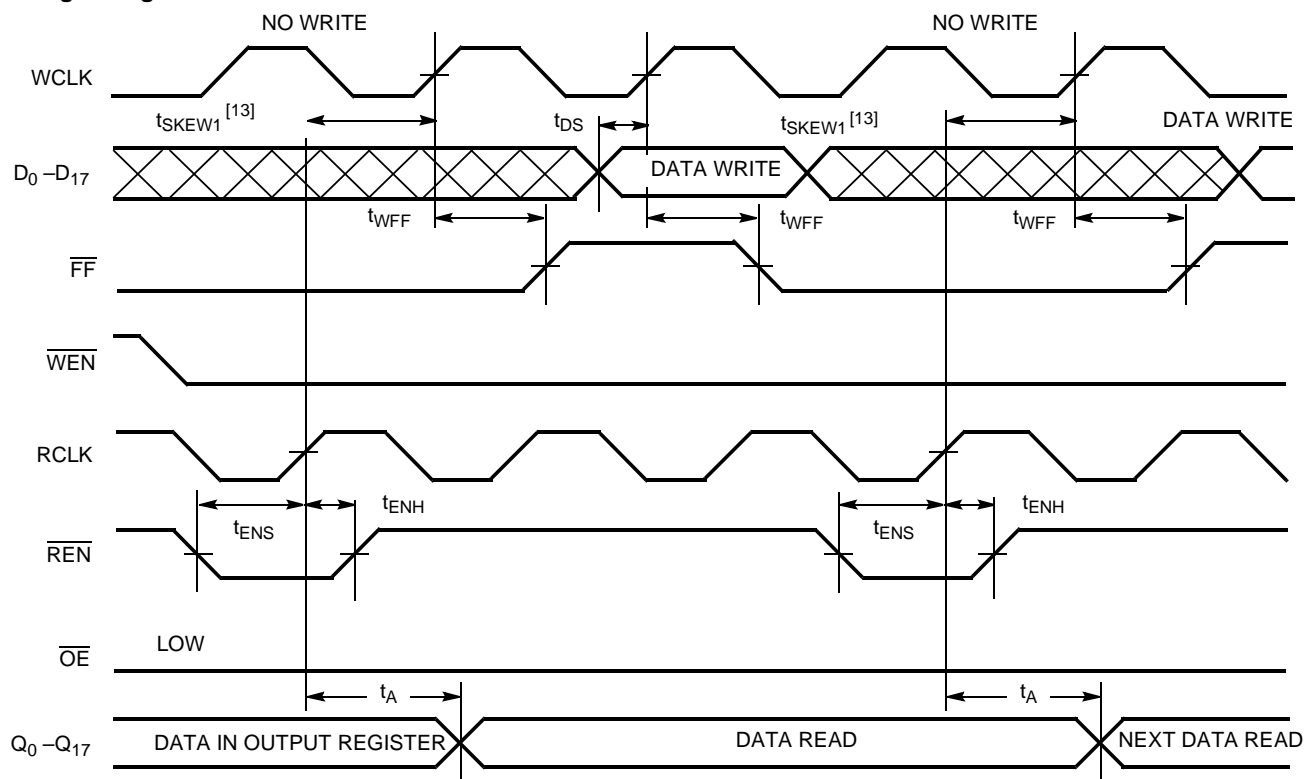 NO WRITE NO WRITE
WCLK
tSKEW1 [13] tDS tSKEW1 [13] DATA WRITE
D0 –D17 DATA WRITE
tWFF tWFF tWFF
FF
WEN
RCLK
tENS tENH tENS tENH
REN
LOW
OE
tA tA
Q0 –Q17 DATA IN OUTPUT REGISTER DATA READ NEXT DATA READ